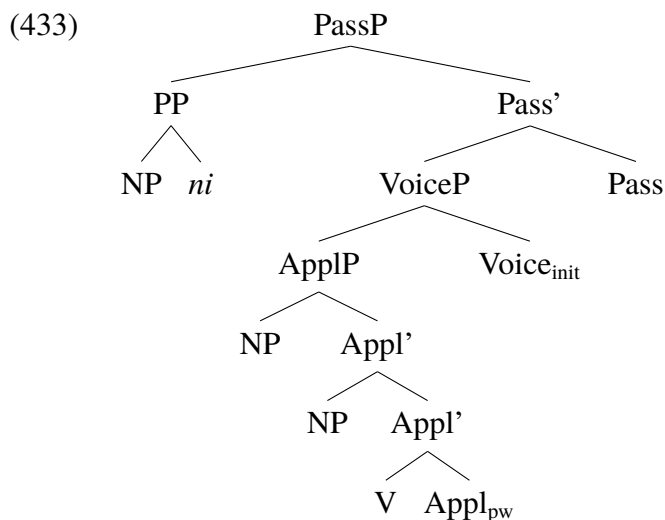 (433) PassP
PP Pass’
NP ni VoiceP Pass
ApplP Voiceinit
NP Appl’
NP Appl’
V Applpw